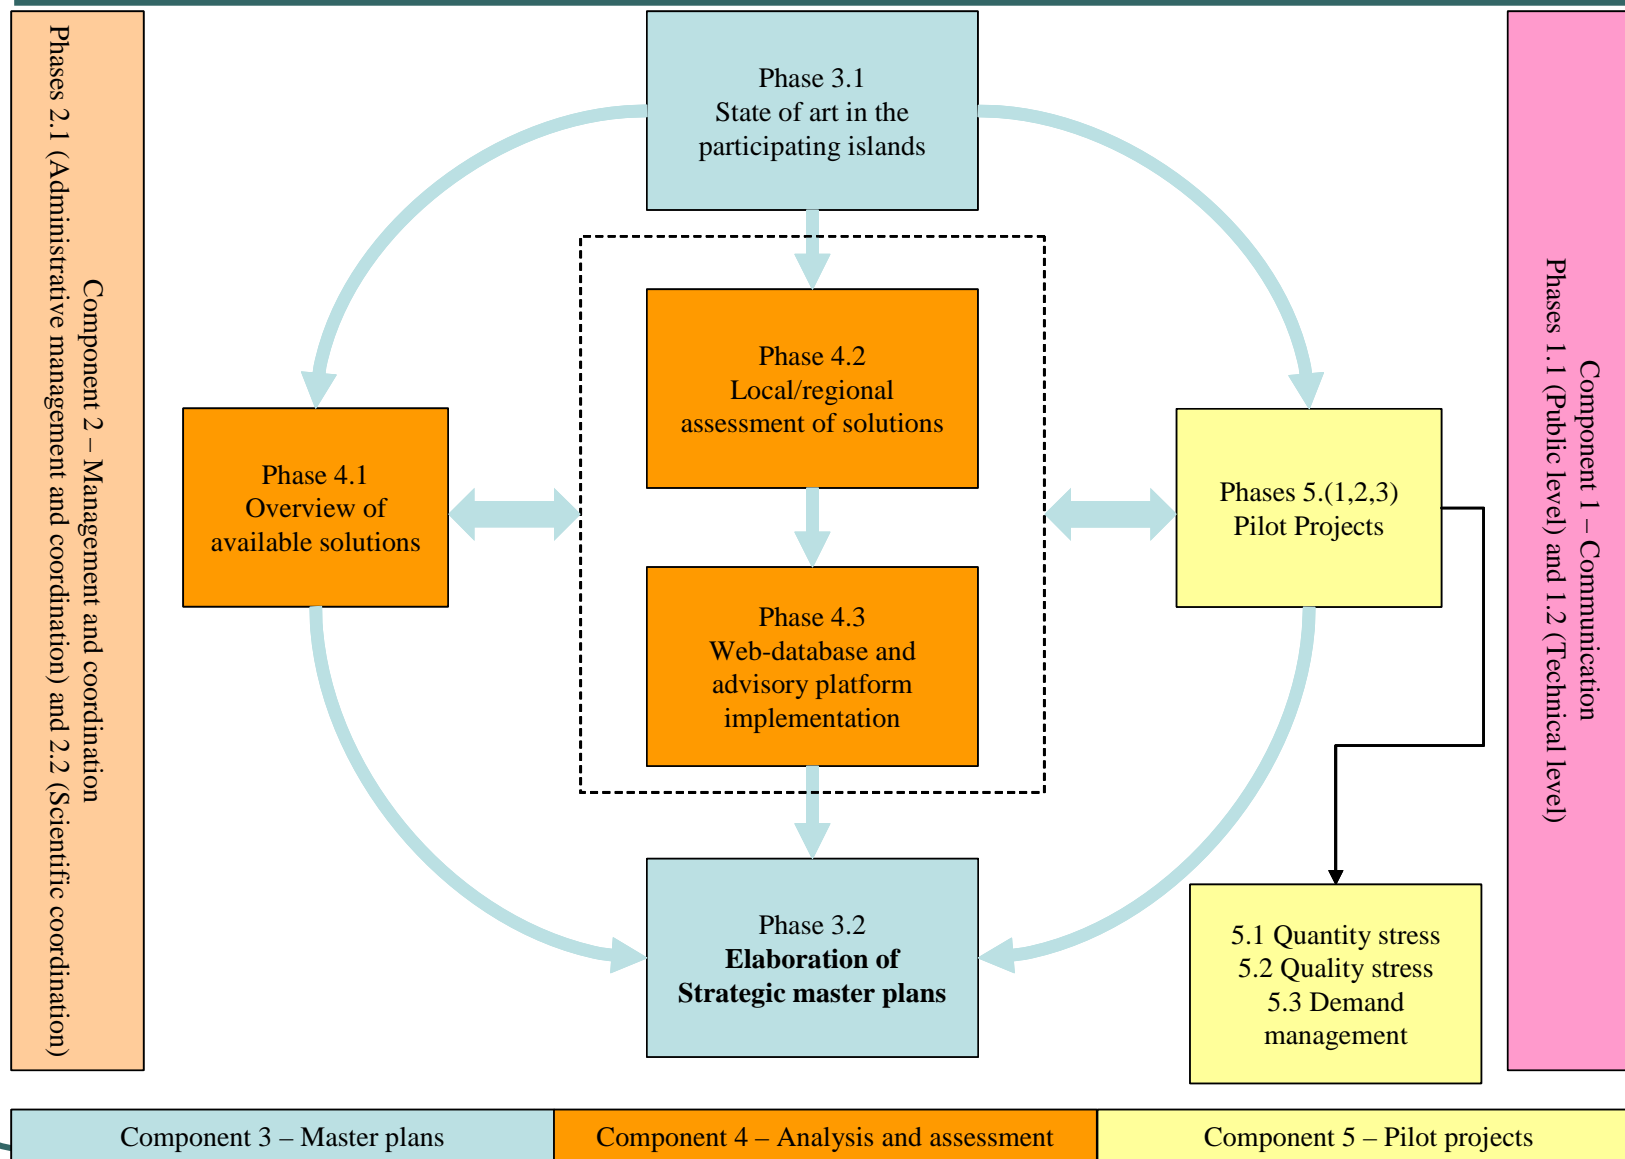 Component 2 – Management and coordination
Phases 2.1 (Administrative management and coordination) and 2.2 (Scientific coordination)
Phase 3.1
State of art in the
participating islands
Phase 4.2
Local/regional
assessment of solutions
Phase 4.1
Overview of
available solutions
Phases 5.(1,2,3)
Pilot Projects
Phase 4.3
Web-database and
advisory platform
implementation
Phase 3.2
Elaboration of
Strategic master plans
5.1 Quantity stress
5.2 Quality stress
5.3 Demand
management
Component 1 – Communication
Phases 1.1 (Public level) and 1.2 (Technical level)
Component 3 – Master plans
Component 4 – Analysis and assessment
Component 5 – Pilot projects